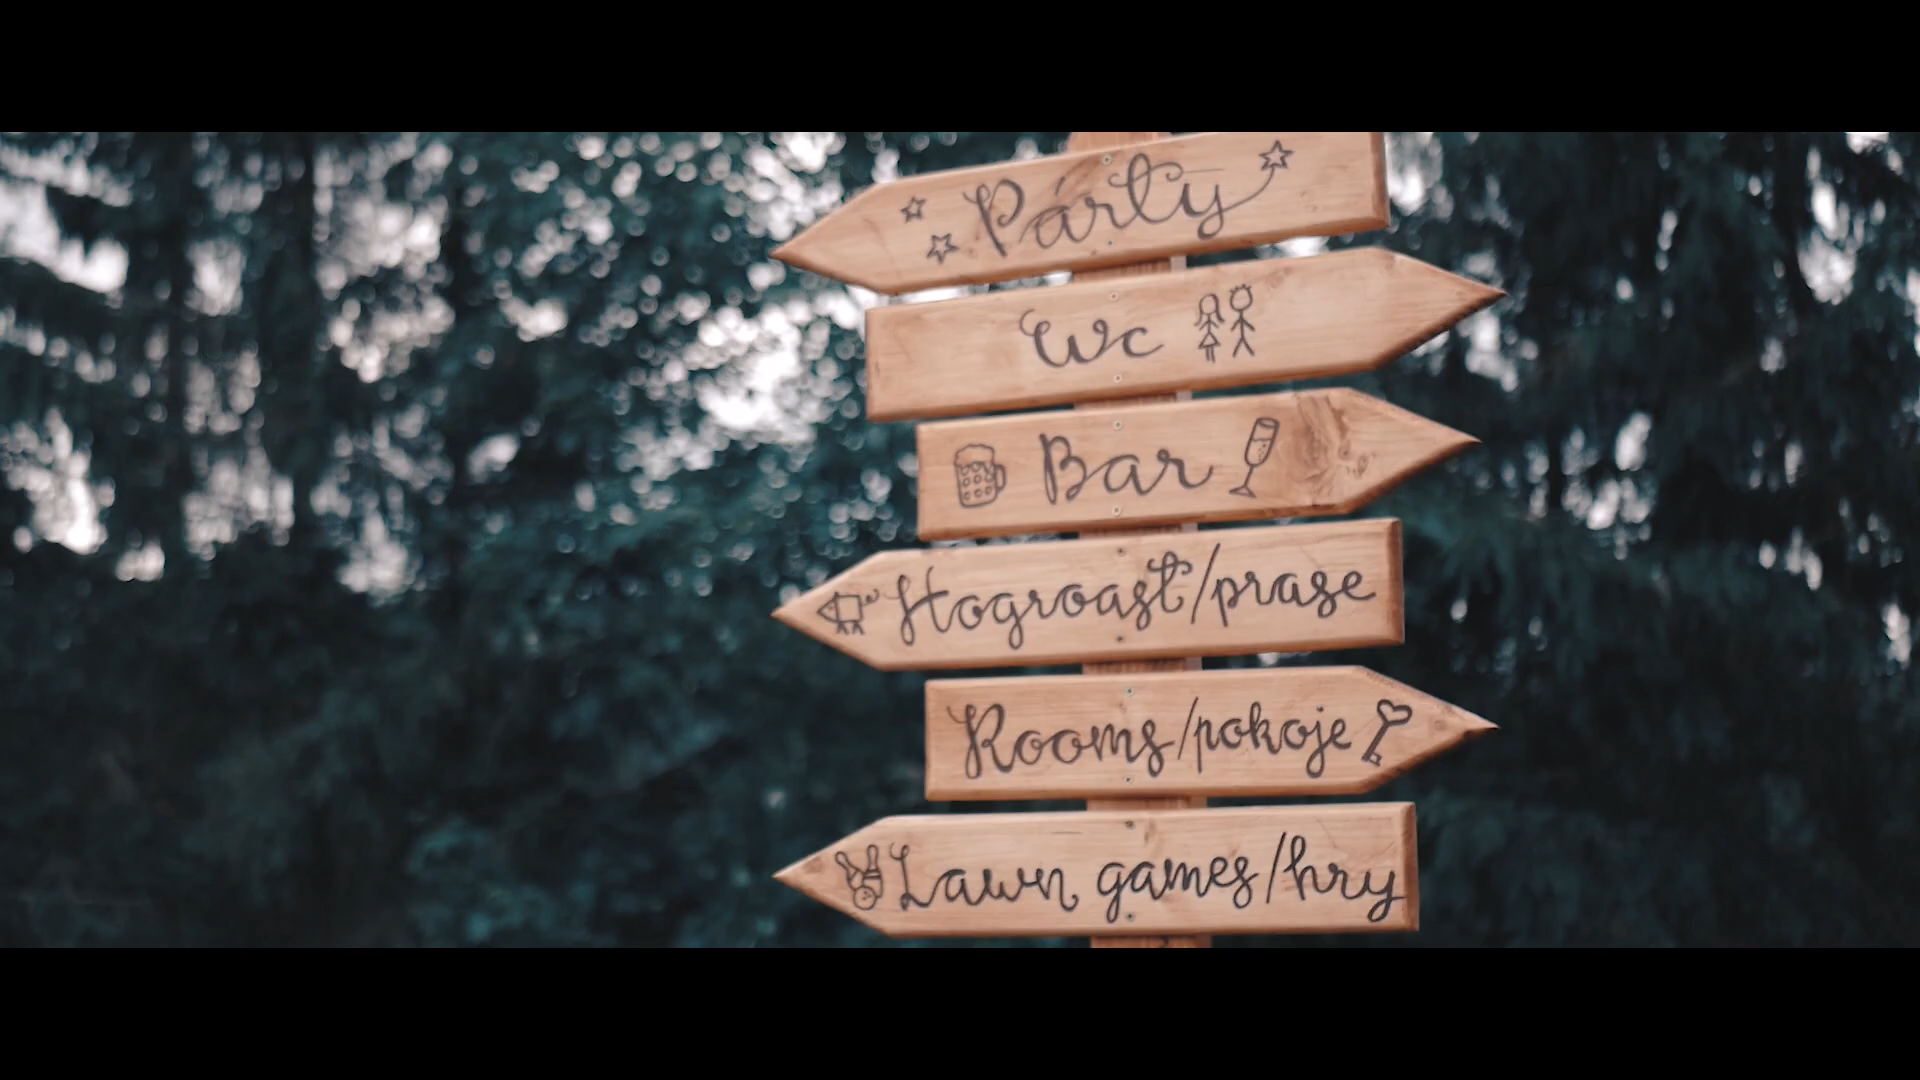 Párty
Wc
Bar
Hogroast/prase
Rooms/pokoje
Lawn games/hry